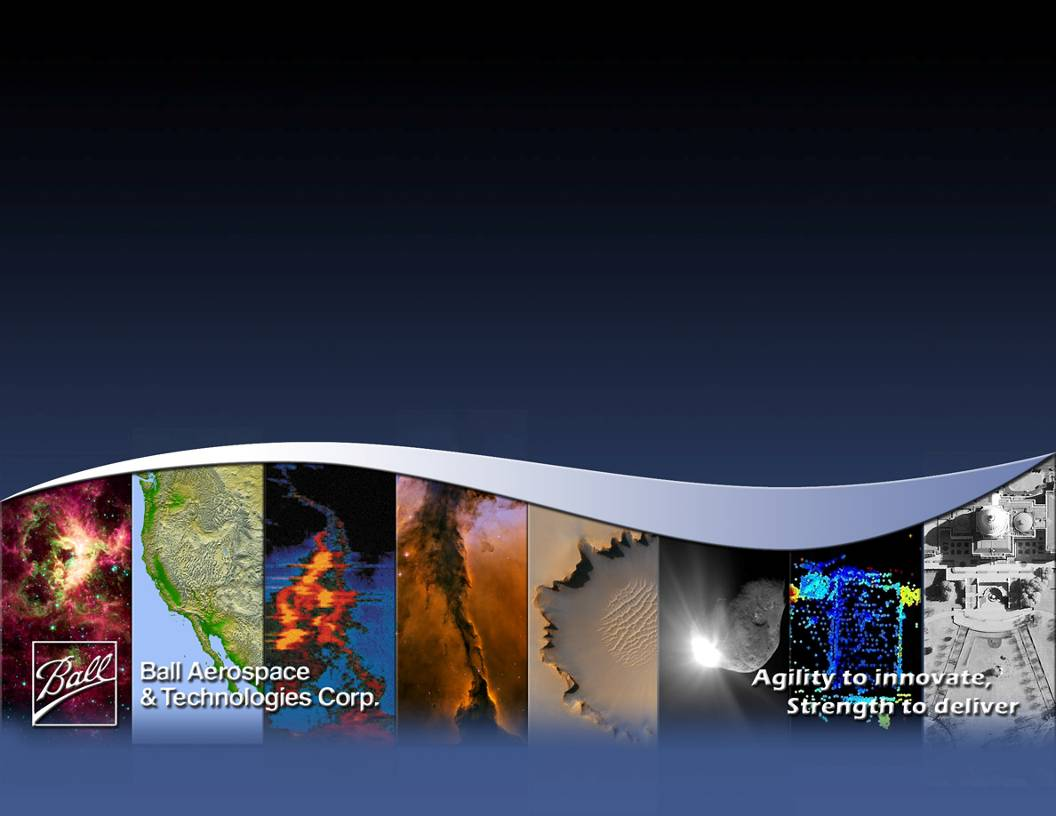 Ball
Ball Aerospace
& Technologies Corp.
Agility to innovate,
Strength to deliver